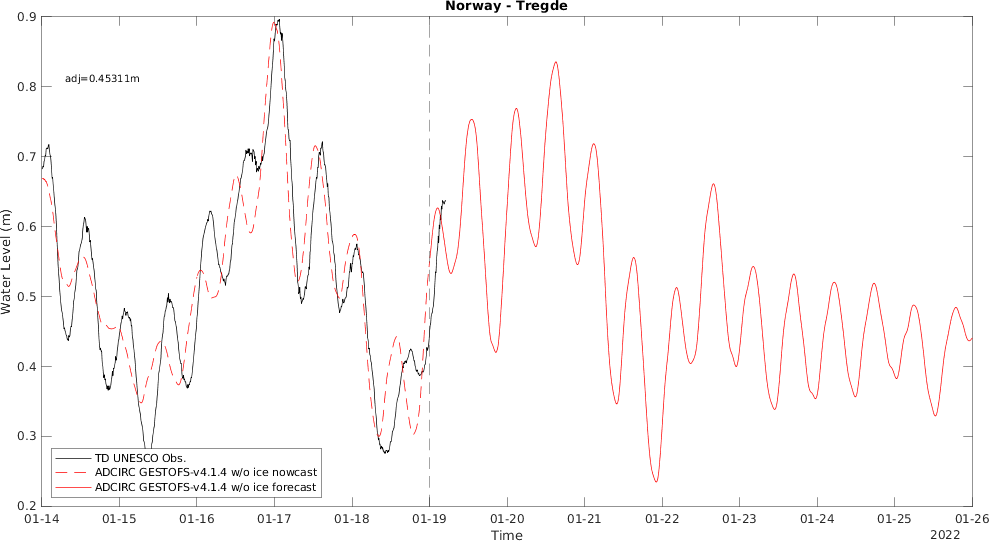 Norway - Tregde
0.9
0.8
0.7
0.6
0.5
0.4
0.3
0.2
Water Level (m)
adj=0.45311m
TD UNESCO Obs.
ADCIRC GESTOFS-v4.1.4 w/o ice nowcast
ADCIRC GESTOFS-v4.1.4 w/o ice forecast
01-14 01-15 01-16 01-17 01-18 01-19 01-20 01-21 01-22 01-23 01-24 01-25 01-26
Time
2022